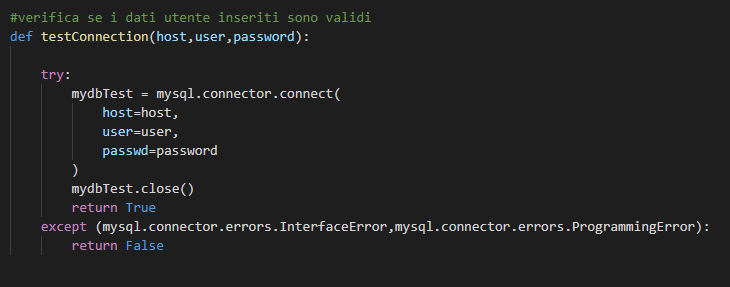 #verifica se i dati utente inseriti sono validi
def testConnection(host,user,password):
try:
mydbTest = mysql.connector.connect(
host=host,
user=user,
passwd=password
)
mydbTest.close()
return True
except (mysql.connector.errors.InterfaceError,mysql.connector.errors.ProgrammingError):
return False